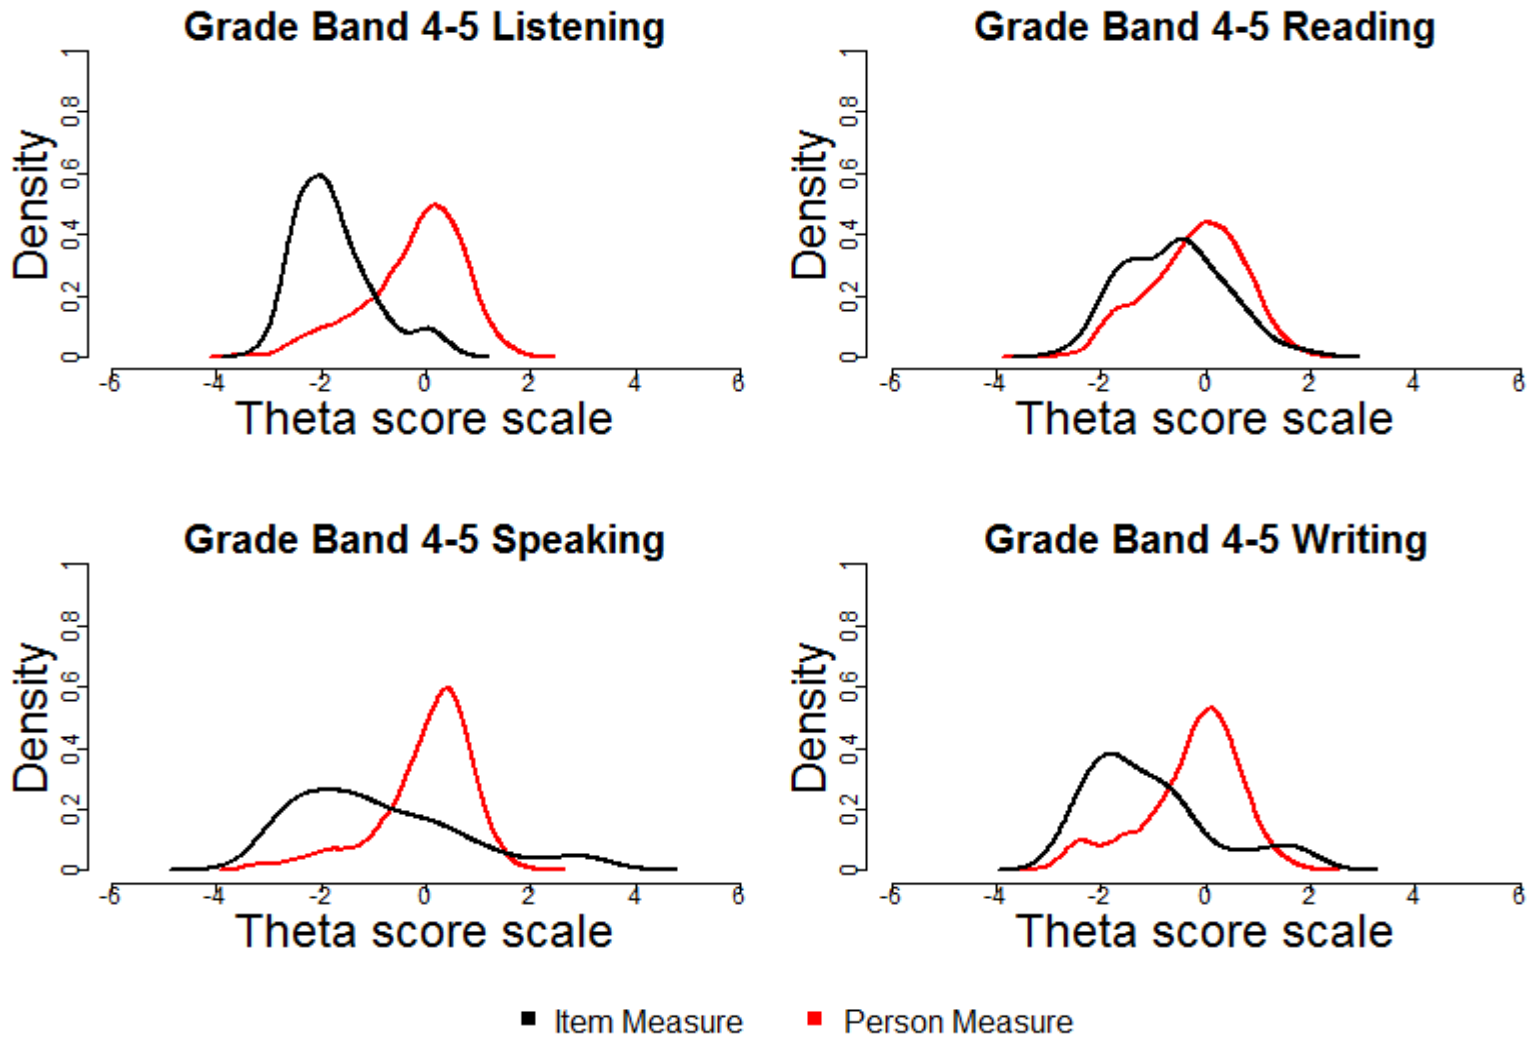 Grade Band 4-5 Listening
Density
0 0.2 0.4 0.6 0.8 1
-6 -4 -2 0 2 4 6
Theta score scale
Grade Band 4-5 Reading
Density
0 0.2 0.4 0.6 0.8 1
-6 -4 -2 0 2 4 6
Theta score scale
Grade Band 4-5 Speaking
Density
0 0.2 0.4 0.6 0.8 1
-6 -4 -2 0 2 4 6
Theta score scale
Grade Band 4-5 Writing
Density
0 0.2 0.4 0.6 0.8 1
-6 -4 -2 0 2 4 6
Theta score scale
Item Measure
Person Measure